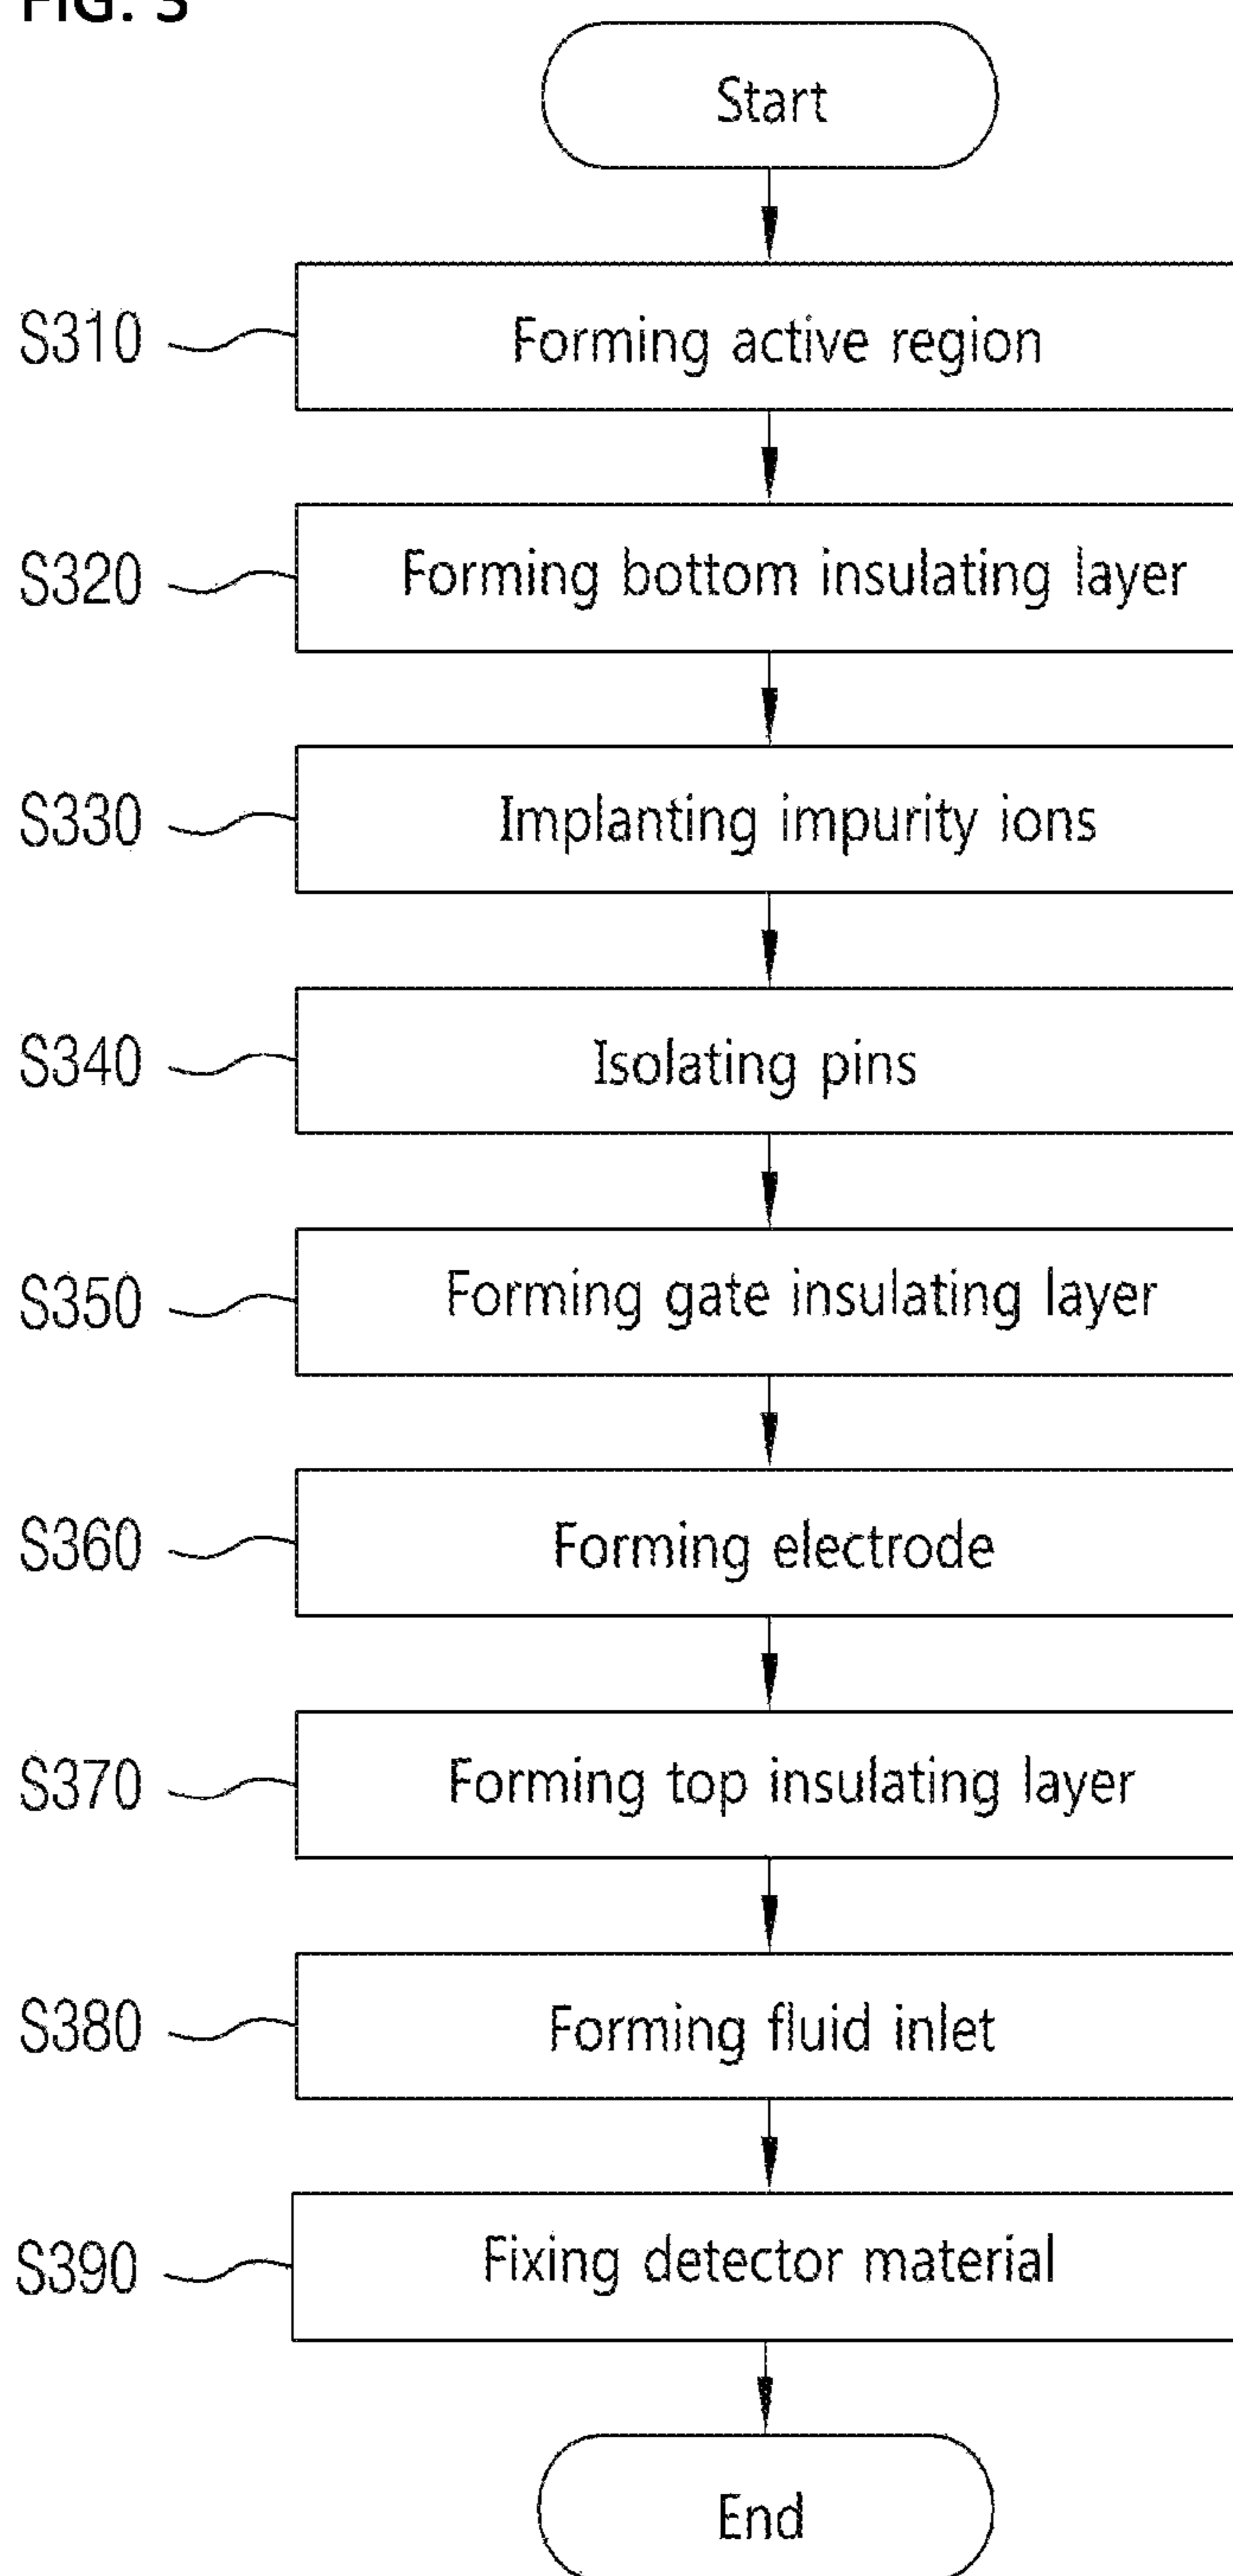 FIG. 3
Start
S310 Forming active region
S320 Forming bottom insulating layer
S330 Implanting impurity ions
S340 Isolating pins
S350 Forming gate insulating layer
S360 Forming electrode
S370 Forming top insulating layer
S380 Forming fluid inlet
S390 Fixing detector material
End